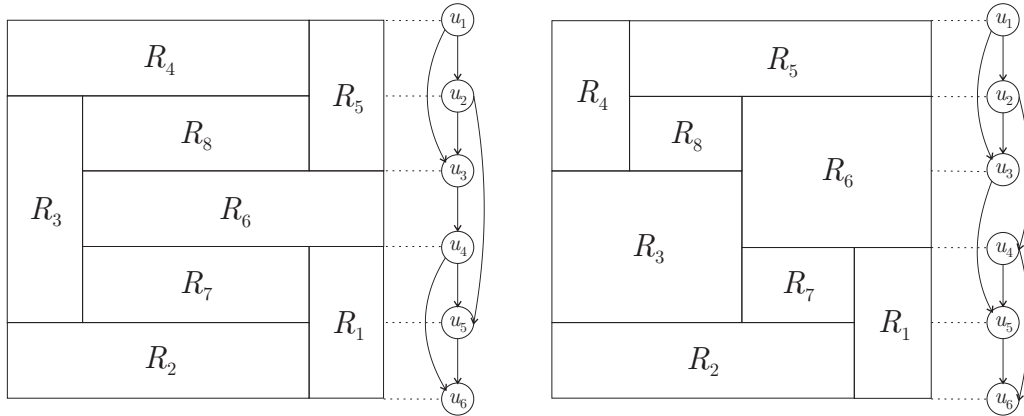 R₄
R₅
R₈
R₃
R₆
R₇
R₁
R₂
u₁
u₂
u₃
u₄
u₅
u₆
R₅
R₄
R₈
R₆
R₃
R₇
R₁
R₂
u₁
u₂
u₃
u₄
u₅
u₆